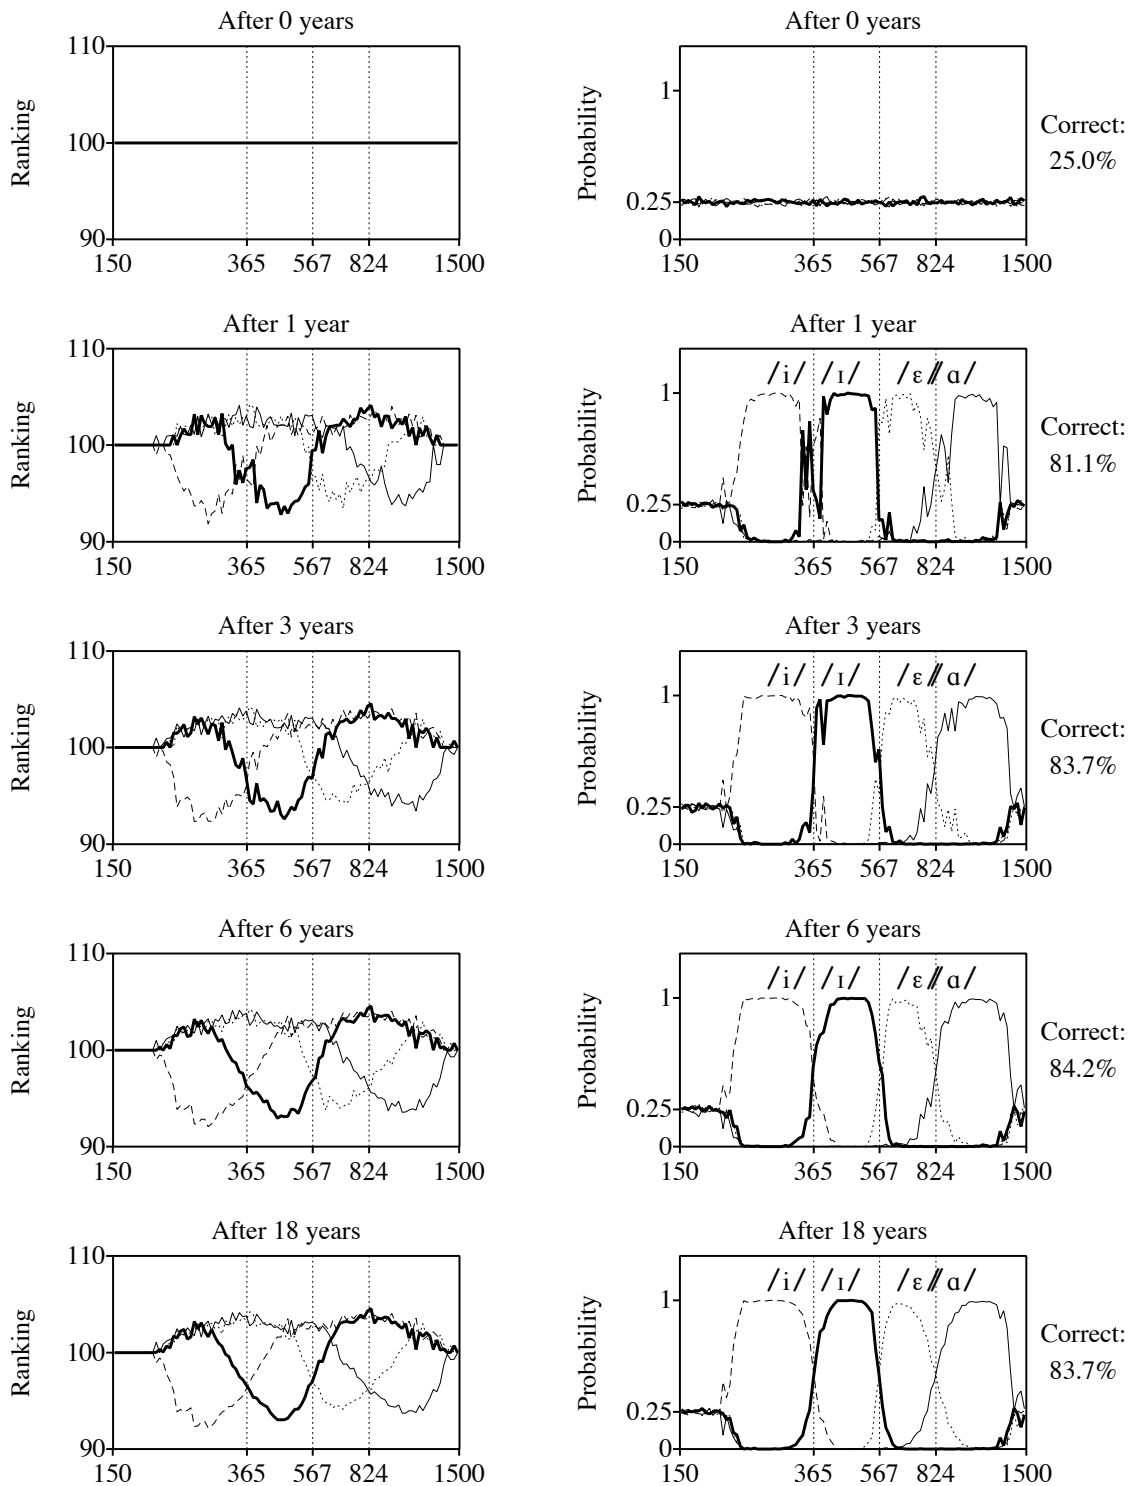 After 0 years
After 0 years
110
100
90
Ranking
150 365 567 824 1500
1
0.25
0
Probability
150 365 567 824 1500
Correct:
25.0%
After 1 year
After 1 year
110
100
90
Ranking
150 365 567 824 1500
1
0.25
0
Probability
/i/ /ɪ/ /ɛ/ /ɑ/
150 365 567 824 1500
Correct:
81.1%
After 3 years
After 3 years
110
100
90
Ranking
150 365 567 824 1500
1
0.25
0
Probability
/i/ /ɪ/ /ɛ/ /ɑ/
150 365 567 824 1500
Correct:
83.7%
After 6 years
After 6 years
110
100
90
Ranking
150 365 567 824 1500
1
0.25
0
Probability
/i/ /ɪ/ /ɛ/ /ɑ/
150 365 567 824 1500
Correct:
84.2%
After 18 years
After 18 years
110
100
90
Ranking
150 365 567 824 1500
1
0.25
0
Probability
/i/ /ɪ/ /ɛ/ /ɑ/
150 365 567 824 1500
Correct:
83.7%